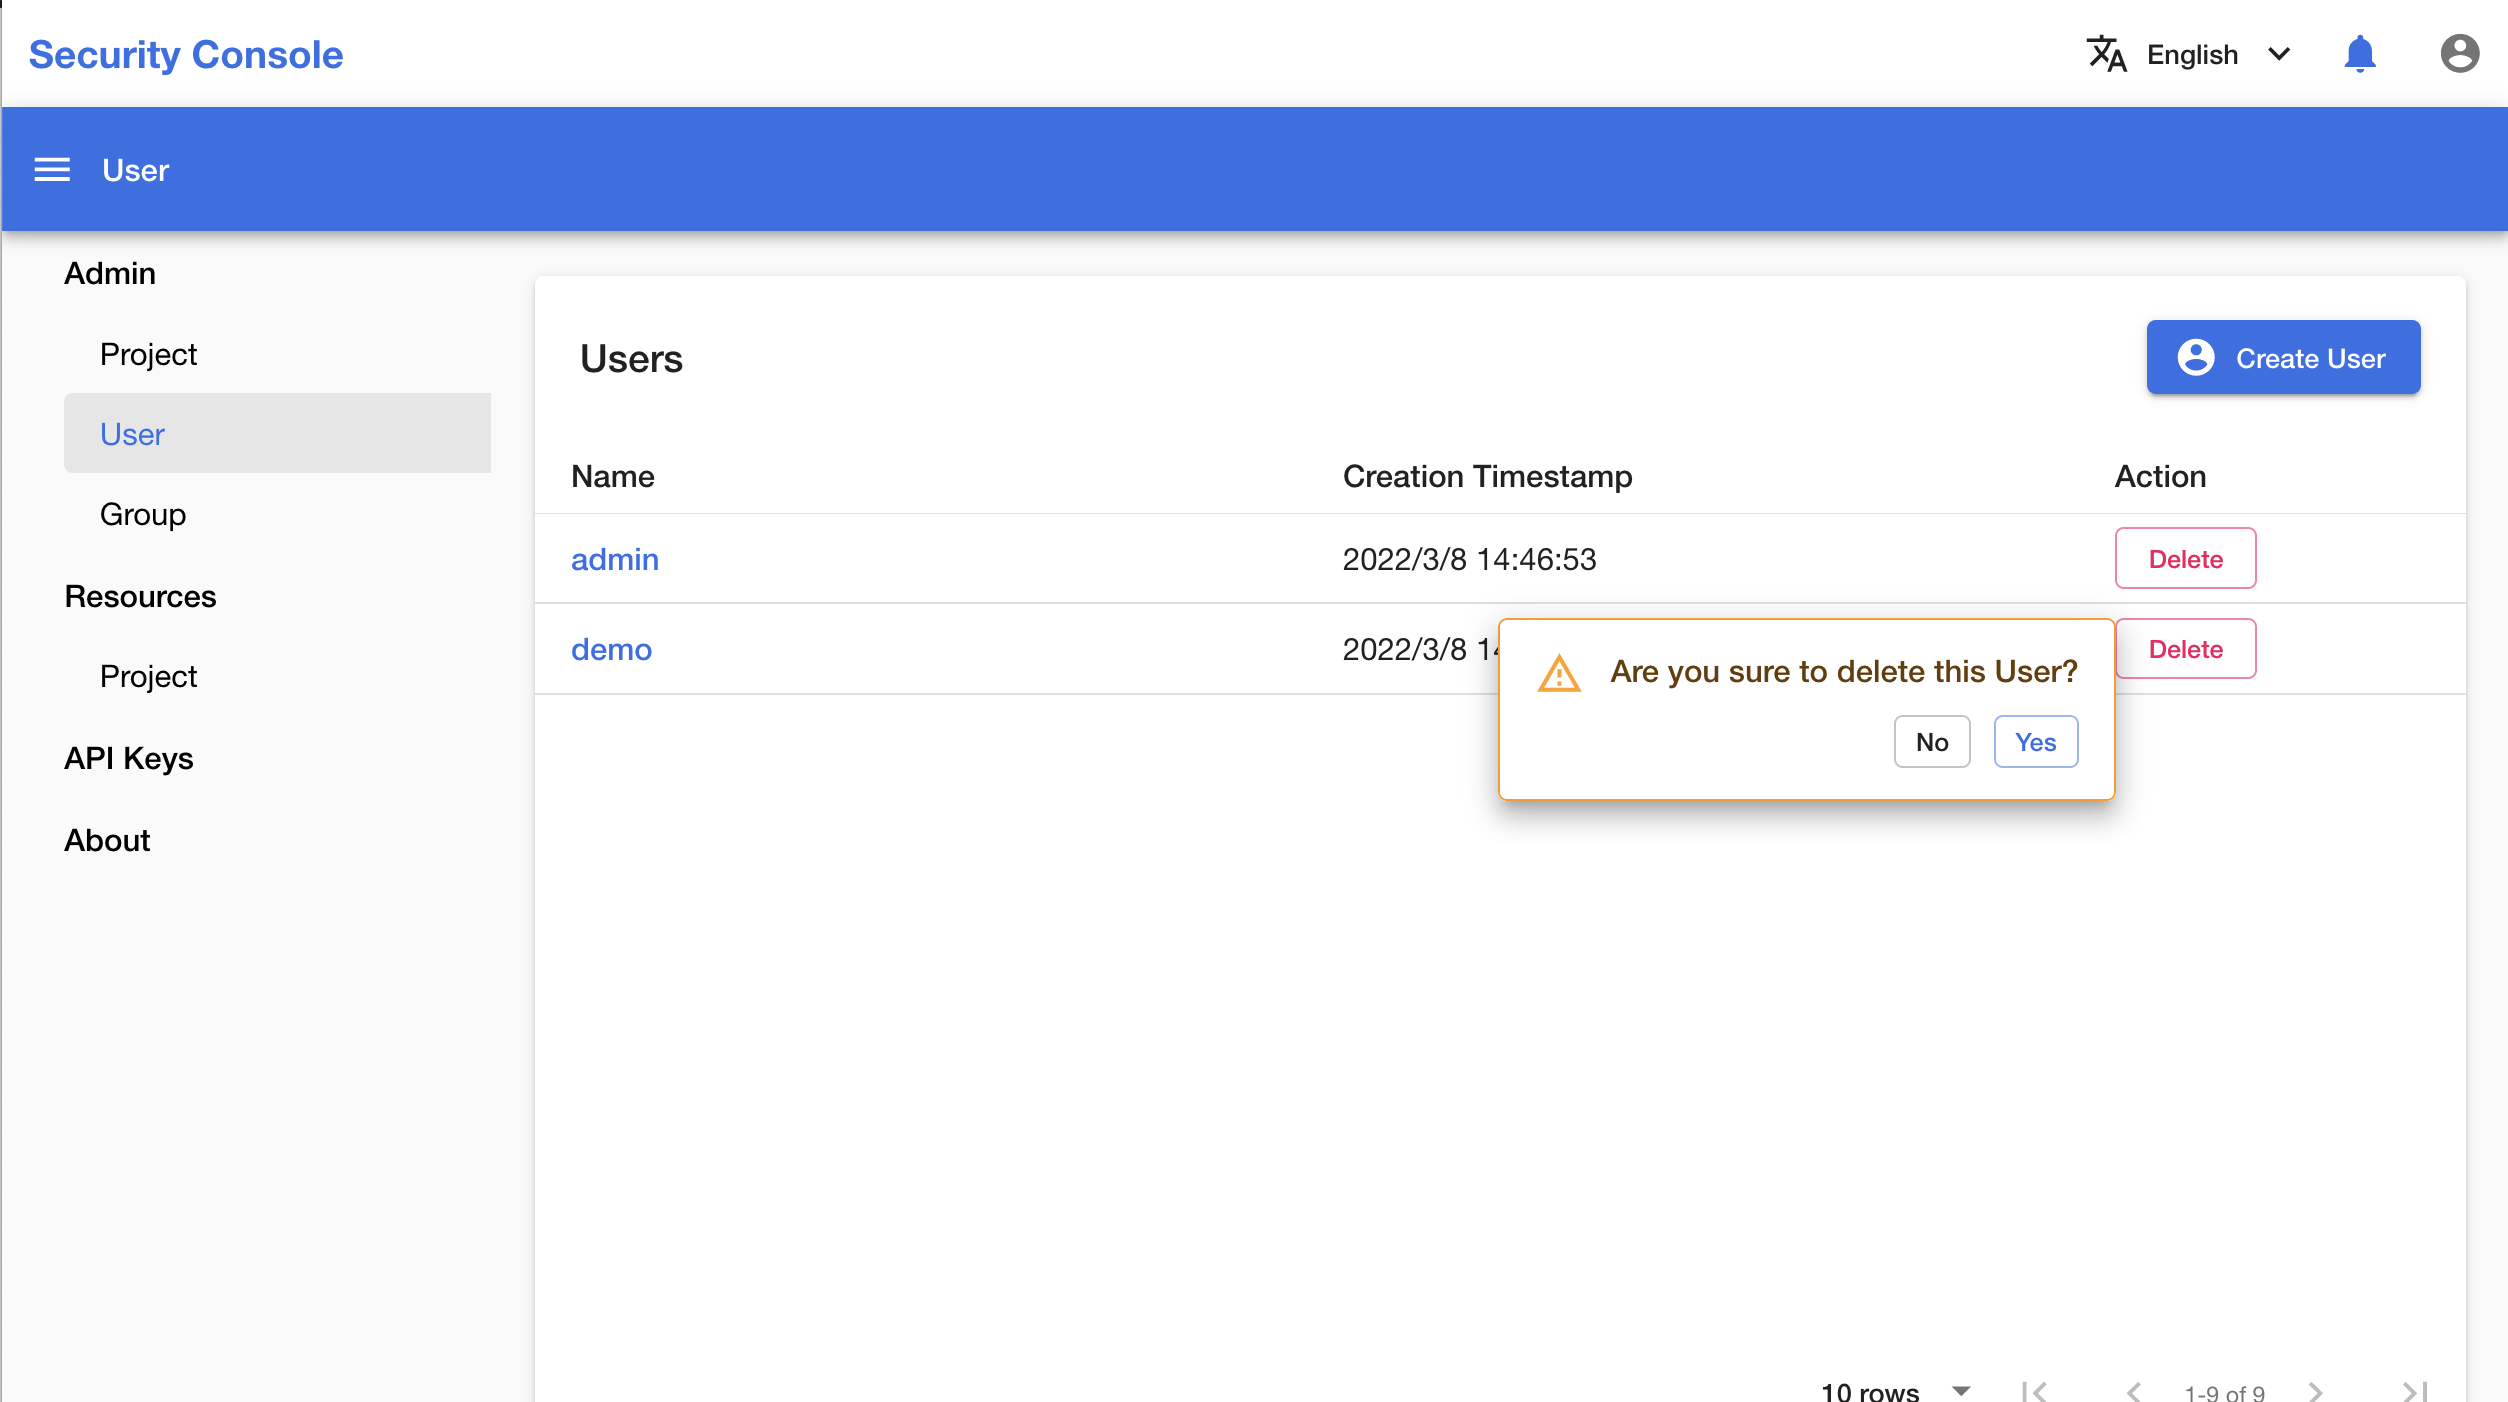 Security Console
English
User
Admin
Project
User
Group
Resources
Project
API Keys
About
Users
Create User
Name Creation Timestamp Action
admin 2022/3/8 14:46:53 Delete
demo 2022/3/8 Delete
Are you sure to delete this User?
No Yes
10 rows 1-9 of 9